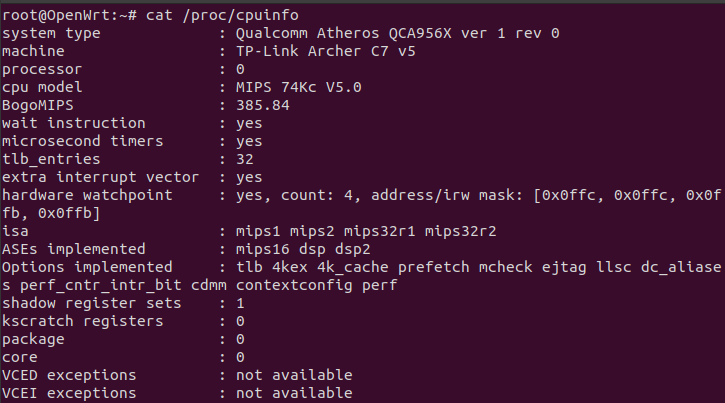 root@OpenWrt:~# cat /proc/cpuinfo
system type             : Qualcomm Atheros QCA956X ver 1 rev 0
machine                 : TP-Link Archer C7 v5
processor               : 0
cpu model               : MIPS 74Kc V5.0
BogoMIPS                : 385.84
wait instruction        : yes
microsecond timers      : yes
tlb_entries             : 32
extra interrupt vector  : yes
hardware watchpoint     : yes, count: 4, address/irw mask: [0x0ffc, 0x0ffc, 0x0f
fb, 0x0ffb]
isa                     : mips1 mips2 mips32r1 mips32r2
ASEs implemented        : mips16 dsp dsp2
Options implemented     : tlb 4kex 4k_cache prefetch mcheck ejtag llsc dc_aliase
s perf_cntr_intr_bit cdmm contextconfig perf
shadow register sets    : 1
kscratch registers      : 0
package                 : 0
core                    : 0
VCED exceptions         : not available
VCEI exceptions         : not available